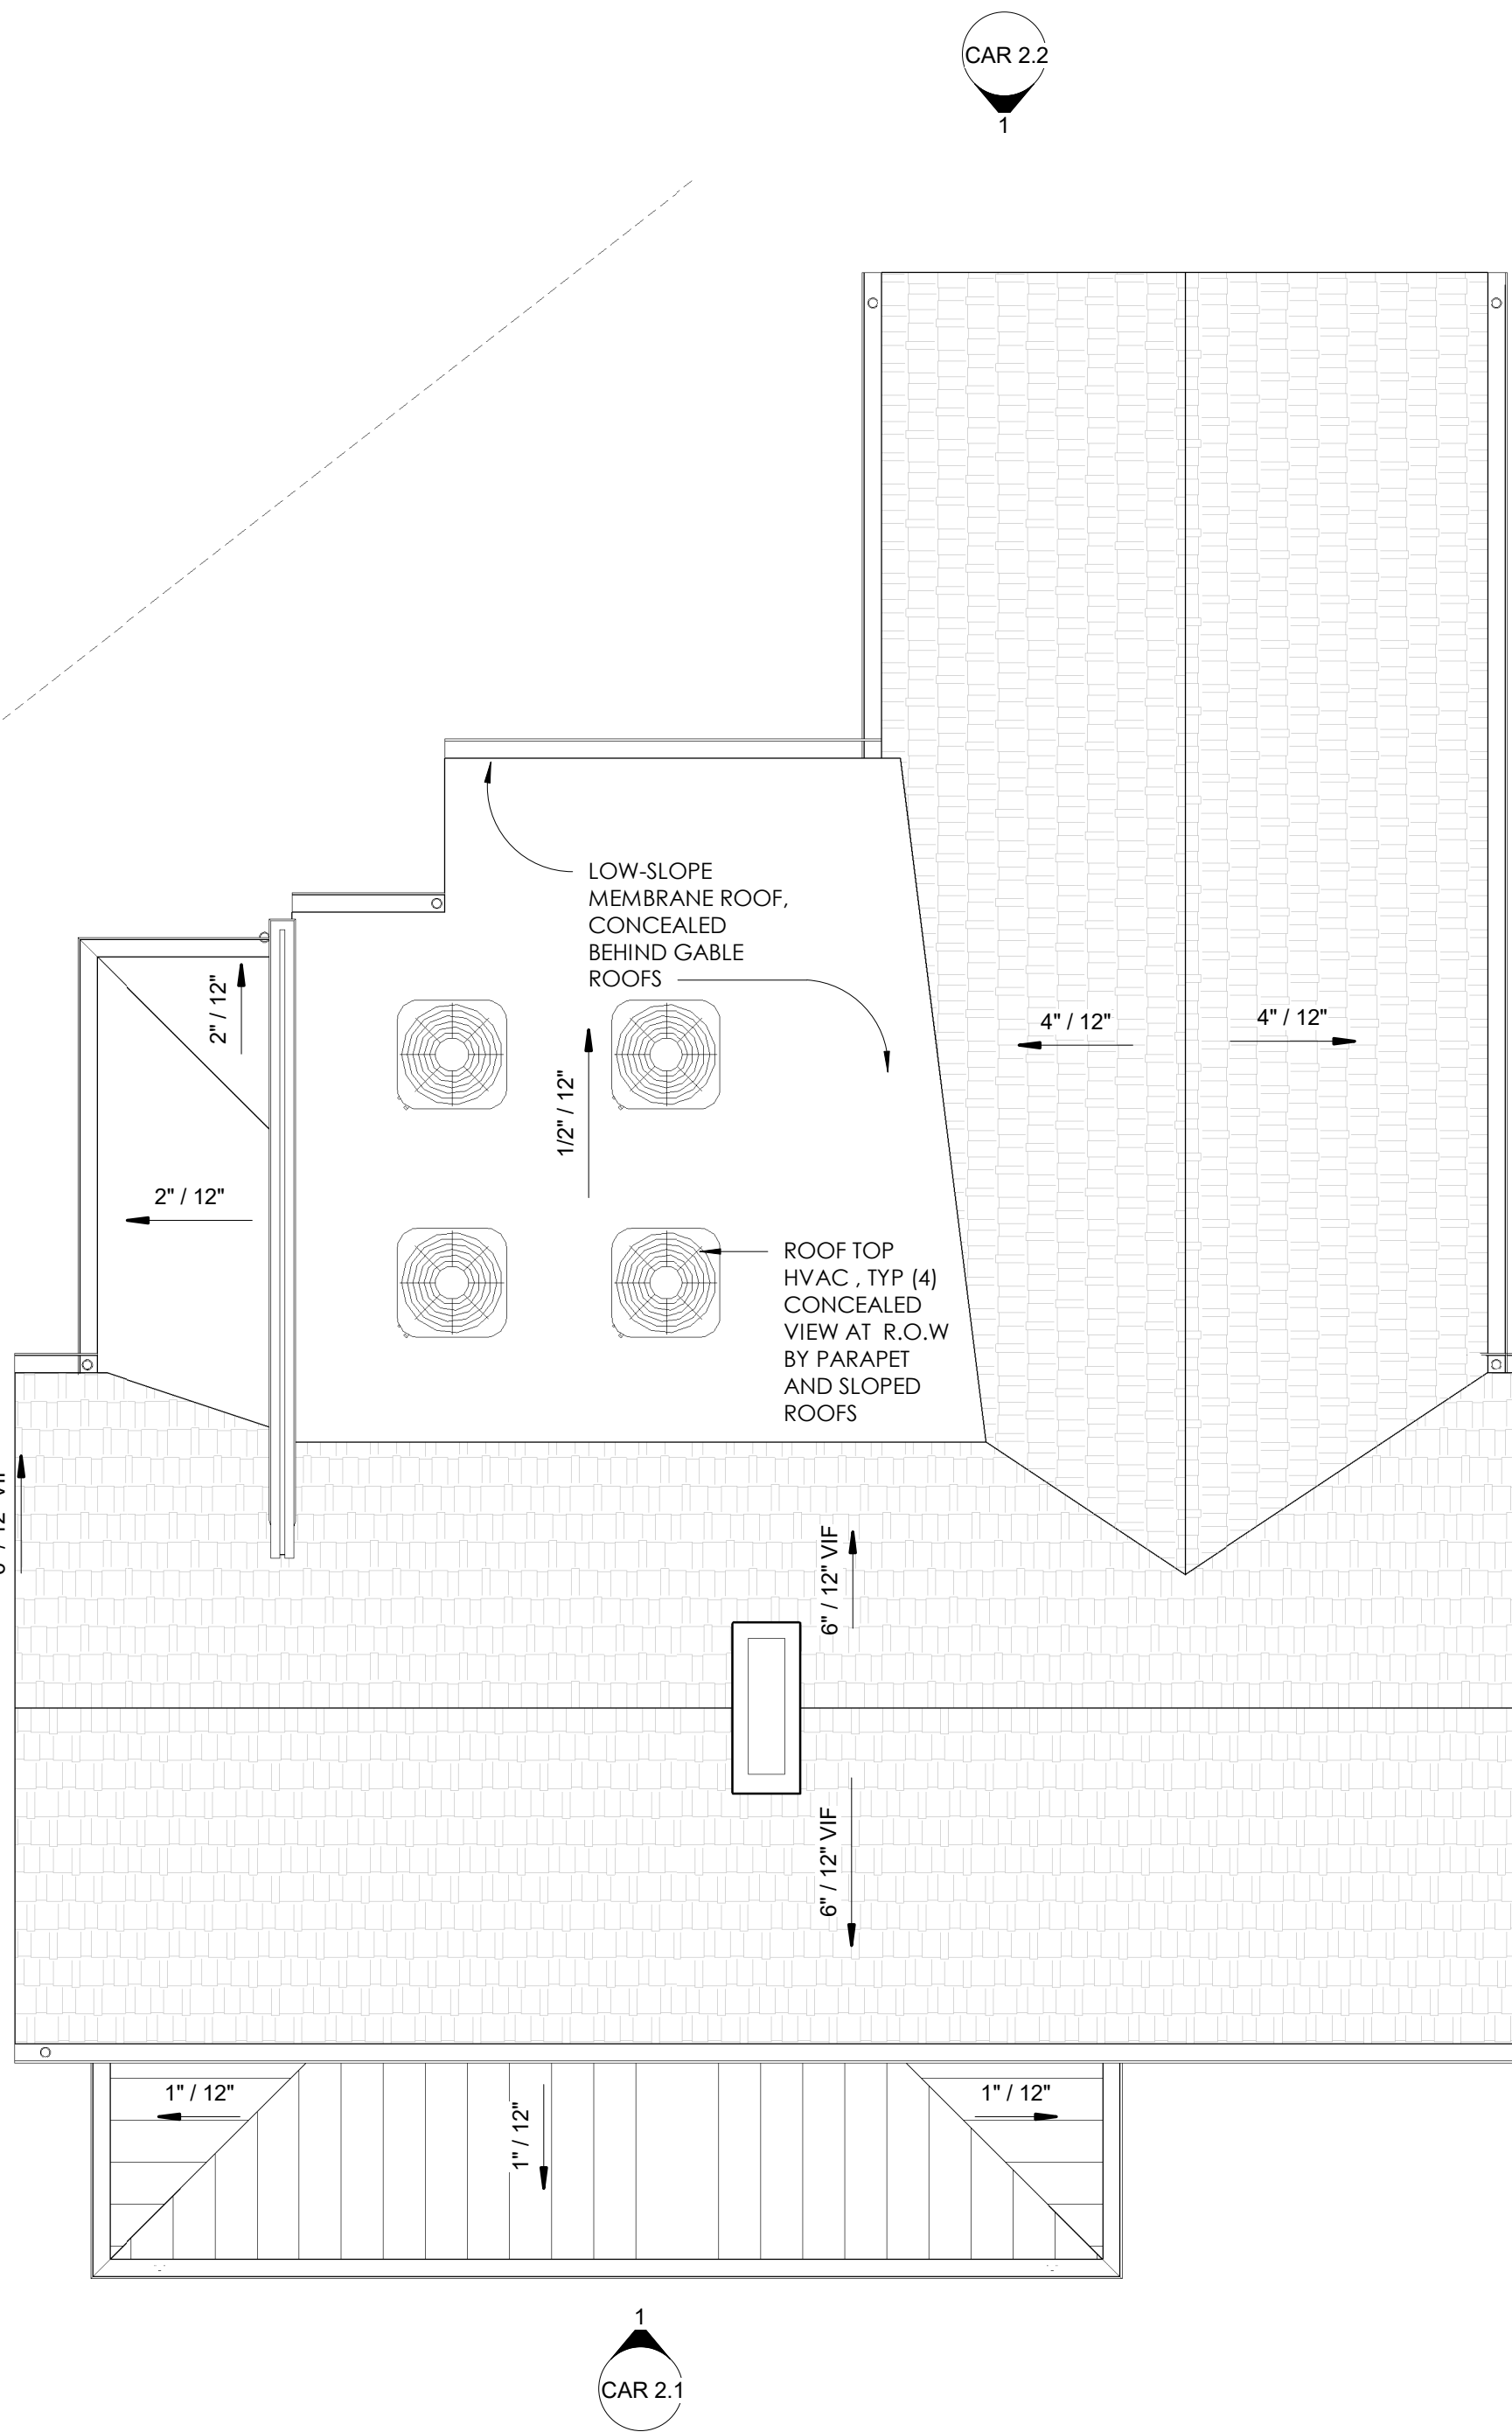 CAR 2.2
1
LOW-SLOPE
MEMBRANE ROOF,
CONCEALED
BEHIND GABLE
ROOFS
2" / 12"
4" / 12"
4" / 12"
1/2" / 12"
2" / 12"
ROOF TOP
HVAC , TYP (4)
CONCEALED
VIEW AT R.O.W
BY PARAPET
AND SLOPED
ROOFS
6" / 12" VIF
6" / 12" VIF
1" / 12"
1" / 12"
1" / 12"
1
CAR 2.1